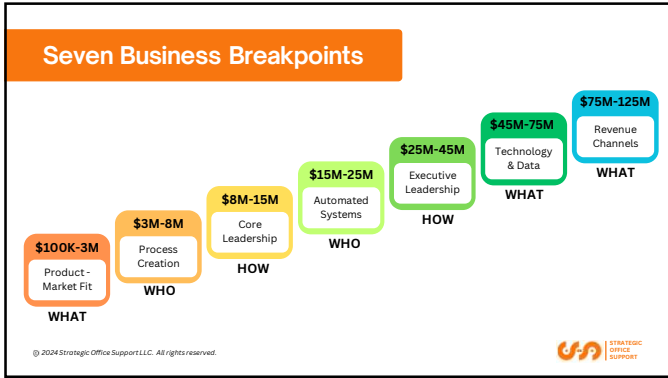 Seven Business Breakpoints
$100K-3M
Product -
Market Fit
WHAT
$3M-8M
Process
Creation
WHO
$8M-15M
Core
Leadership
HOW
$15M-25M
Automated
Systems
WHO
$25M-45M
Executive
Leadership
HOW
$45M-75M
Technology
& Data
WHAT
$75M-125M
Revenue
Channels
WHAT
© 2024 Strategic Office Support LLC. All rights reserved.
STRATEGIC
OFFICE
SUPPORT